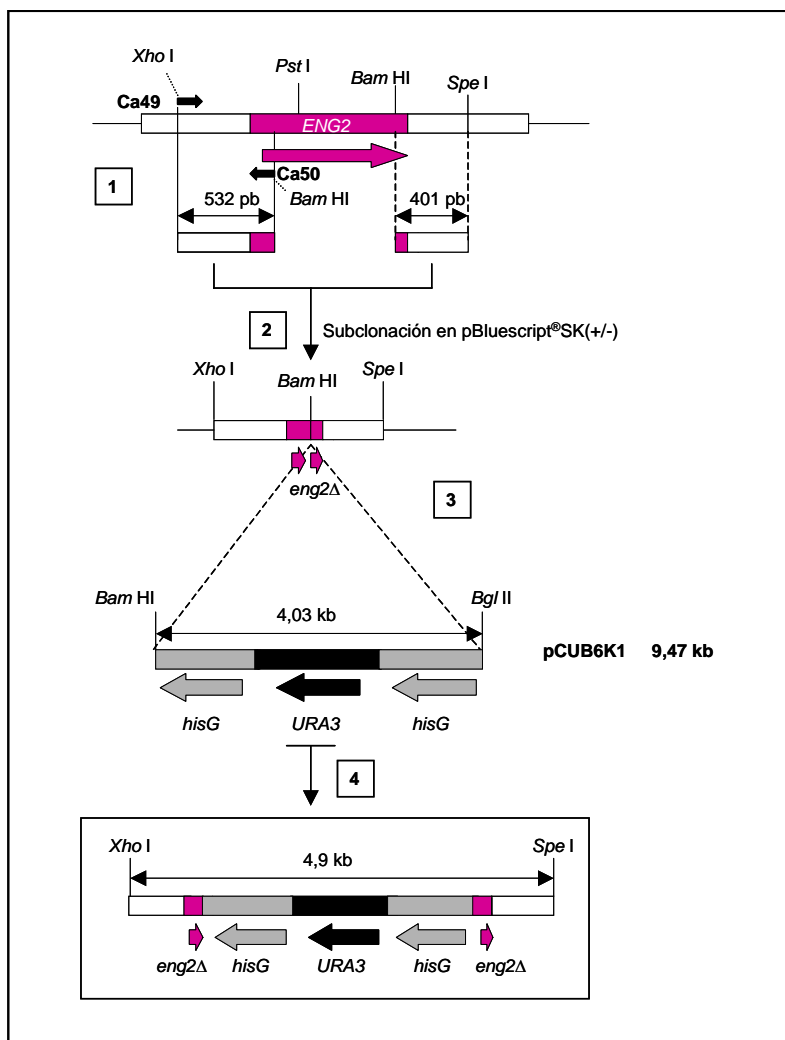 Xho I
Pst I
Bam HI
Spe I
Ca49
ENG2
Ca50
1
Bam HI
532 pb
401 pb
2
Subclonación en pBluescript®SK(+/-)
Xho I
Bam HI
Spe I
eng2Δ
3
Bam HI
Bgl II
4,03 kb
pCUB6K1 9,47 kb
hisG
URA3
hisG
4
Xho I
Spe I
4,9 kb
eng2Δ
hisG
URA3
hisG
eng2Δ